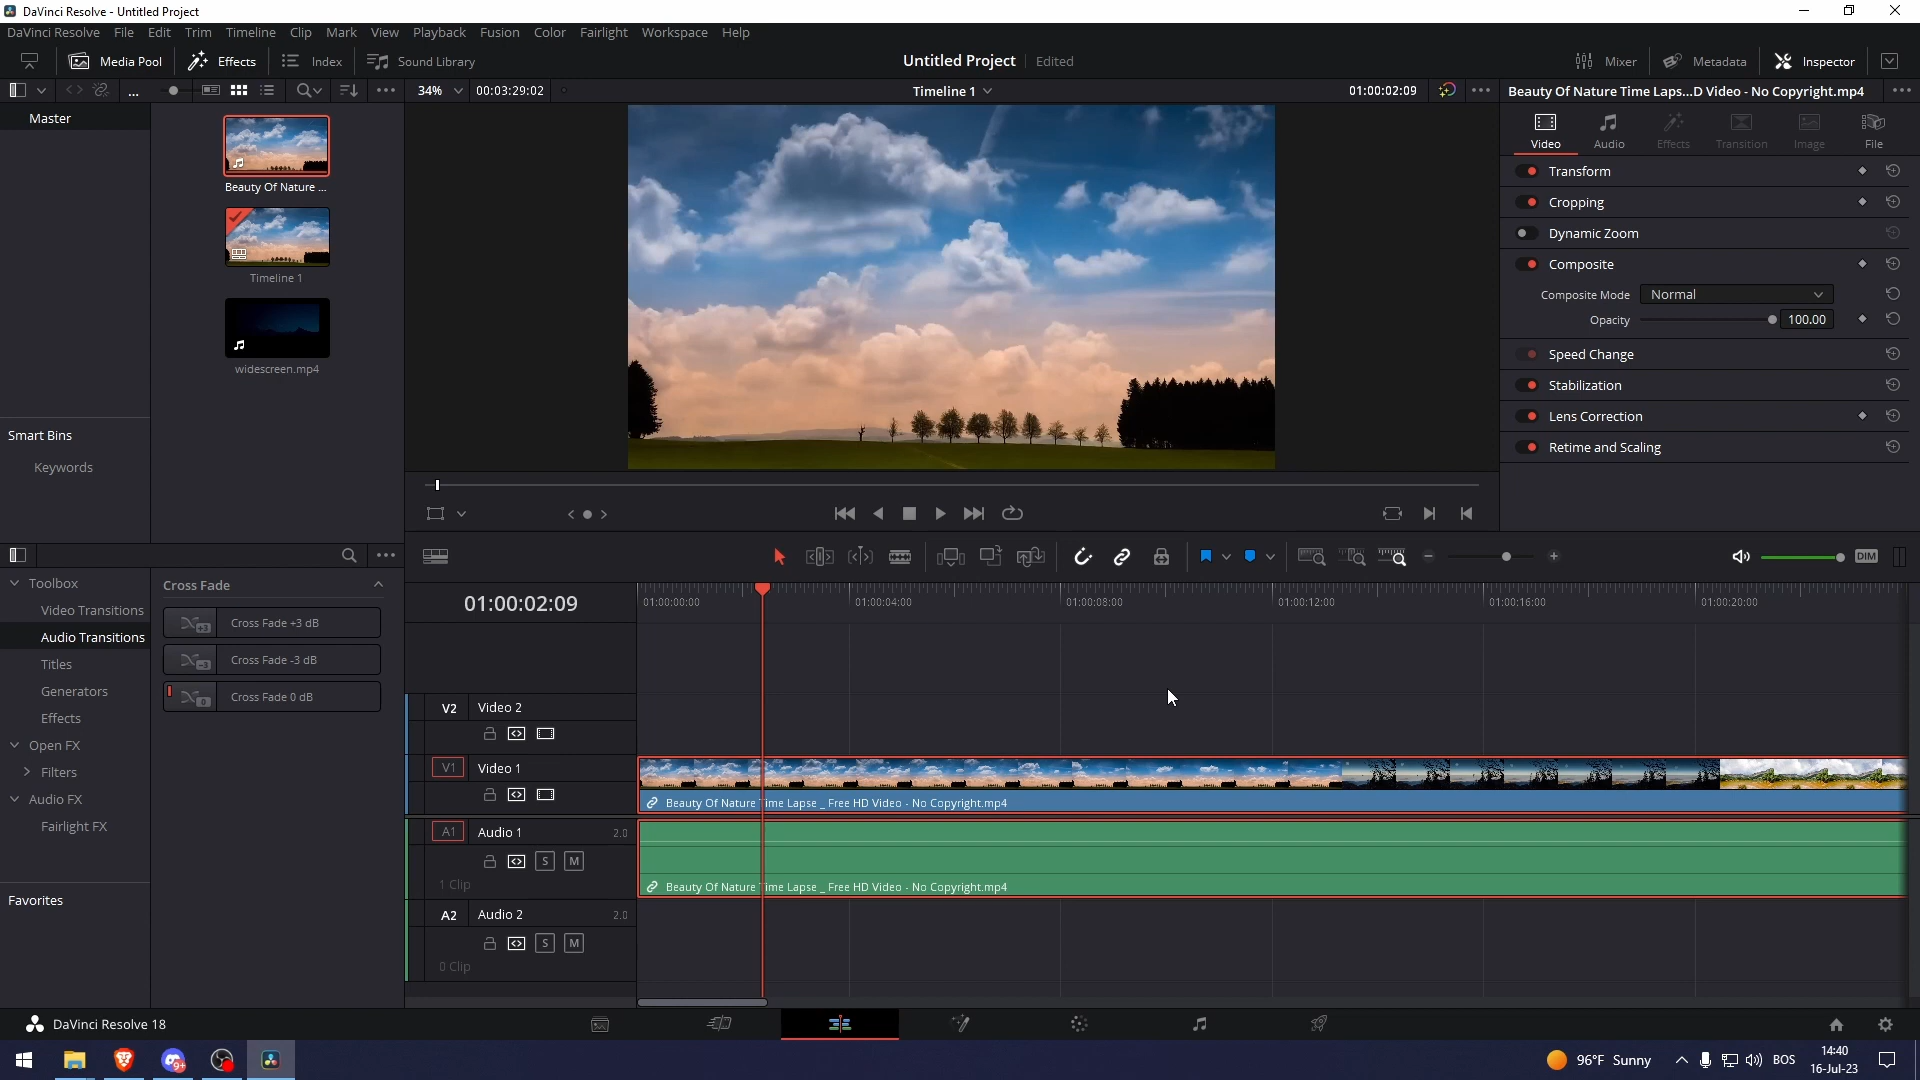 DaVinci Resolve - Untitled Project
DaVinci Resolve File Edit Trim Timeline Clip Mark View Playback Fusion Color Fairlight Workspace Help
Media Pool Effects Index Sound Library Untitled Project Edited Mixer Metadata Inspector
34% 00:03:29:02 Timeline 1 01:00:02:09 Beauty Of Nature Time Laps...D Video - No Copyright.mp4
Master
Video Audio Effects Transition Image File
Beauty Of Nature ...
Timeline 1
widescreen.mp4
Smart Bins
Keywords
Transform
Cropping
Dynamic Zoom
Composite
Composite Mode Normal
Opacity 100.00
Speed Change
Stabilization
Lens Correction
Retime and Scaling
DIM
Toolbox
Video Transitions
Audio Transitions
Titles
Generators
Effects
Open FX
Filters
Audio FX
Fairlight FX
Favorites
Cross Fade
+3 Cross Fade +3 dB
-3 Cross Fade -3 dB
0 Cross Fade 0 dB
01:00:02:09
01:00:00:00 01:00:04:00 01:00:08:00 01:00:12:00 01:00:16:00 01:00:20:00
V2 Video 2
V1 Video 1
Beauty Of Nature Time Lapse _ Free HD Video - No Copyright.mp4
A1 Audio 1 2.0
S M
1 Clip
Beauty Of Nature Time Lapse _ Free HD Video - No Copyright.mp4
A2 Audio 2 2.0
S M
0 Clip
DaVinci Resolve 18
9+
96°F Sunny
BOS
14:40
16-Jul-23